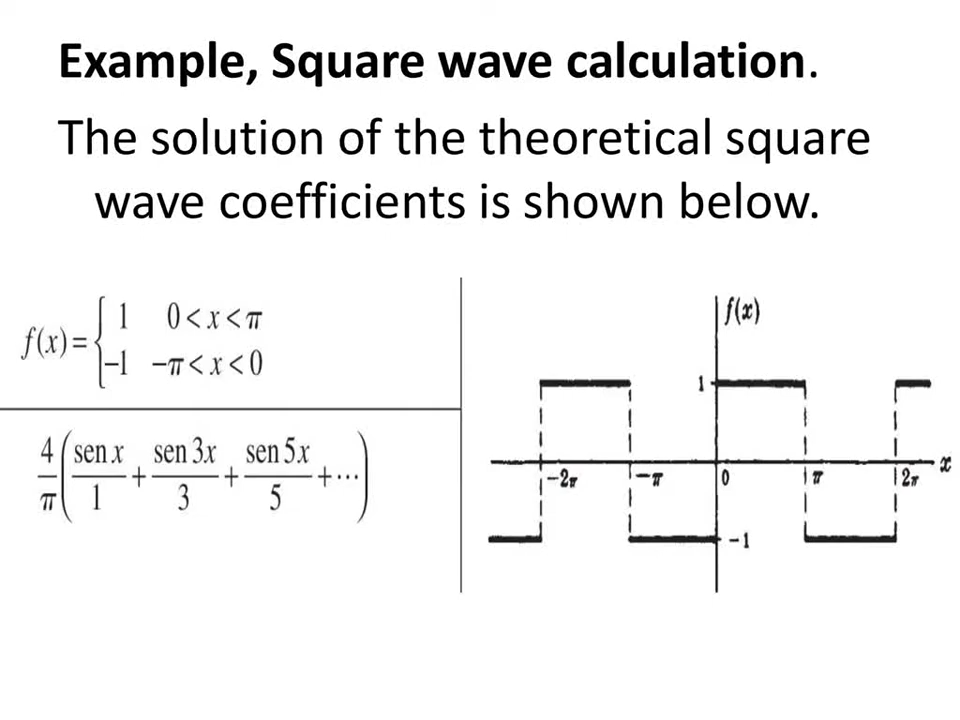 Example, Square wave calculation.
The solution of the theoretical square
wave coefficients is shown below.
f(x) = { 1 0 < x < π
-1 -π < x < 0
4/π ( sen x/1 + sen 3x/3 + sen 5x/5 + ⋯ )
f(x)
1
-2π -π 0 π 2π x
-1